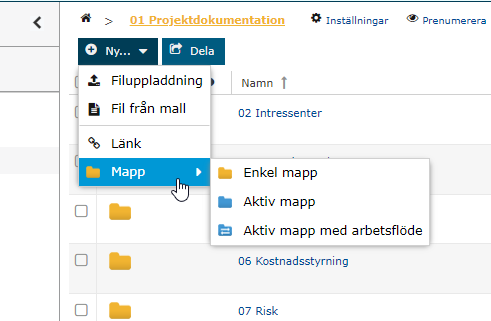 > 01 Projektdokumentation Inställningar Prenumerera
Ny... Dela
Filuppladdning
Namn ↑
Fil från mall
02 Intressenter
Länk
Mapp
Enkel mapp
Aktiv mapp
Aktiv mapp med arbetsflöde
06 Kostnadsstyrning
07 Risk